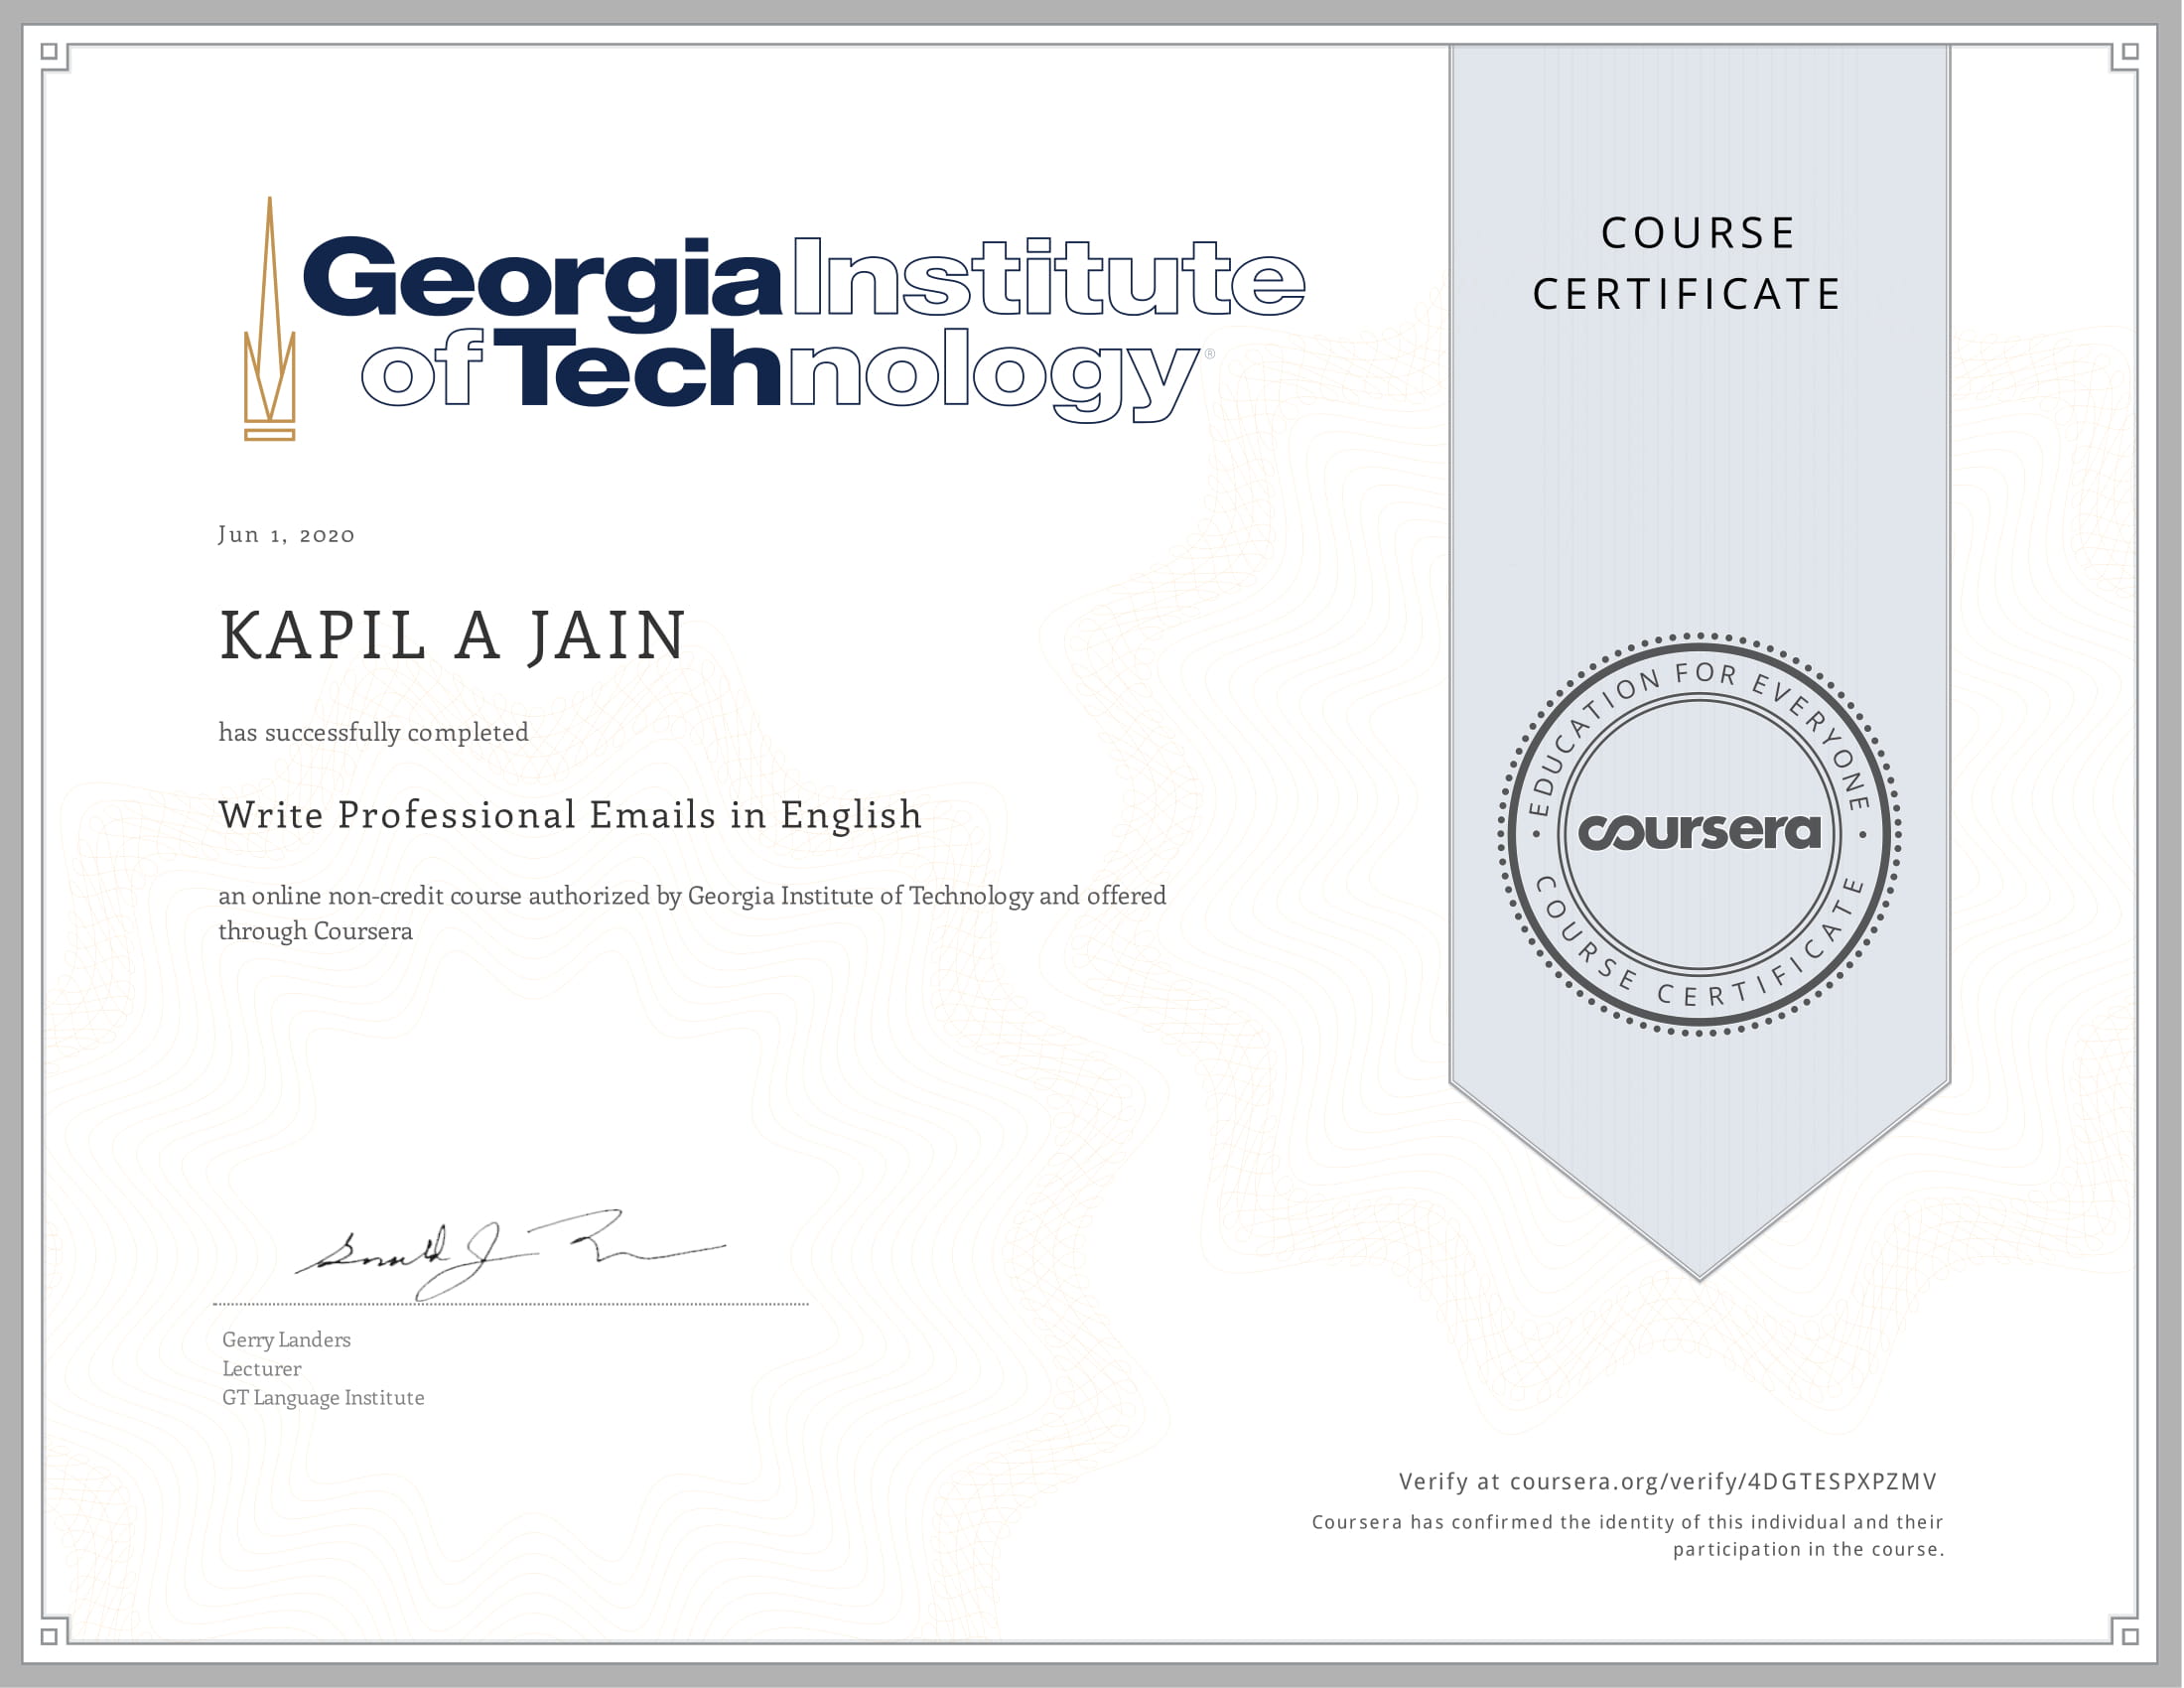 Georgia Institute
of Technology®
COURSE
CERTIFICATE
Jun 1, 2020
KAPIL A JAIN
has successfully completed
Write Professional Emails in English
an online non-credit course authorized by Georgia Institute of Technology and offered
through Coursera
EDUCATION FOR EVERYONE
coursera
COURSE CERTIFICATE
Gerry Landers
Lecturer
GT Language Institute
Verify at coursera.org/verify/4DGTESPXPZMV
Coursera has confirmed the identity of this individual and their
participation in the course.